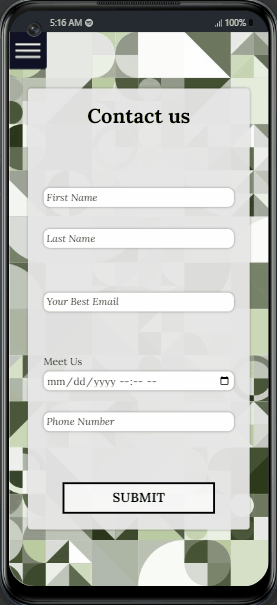 5:16 AM
100%
Contact us
First Name
Last Name
Your Best Email
Meet Us
mm/dd/yyyy --:-- --
Phone Number
SUBMIT